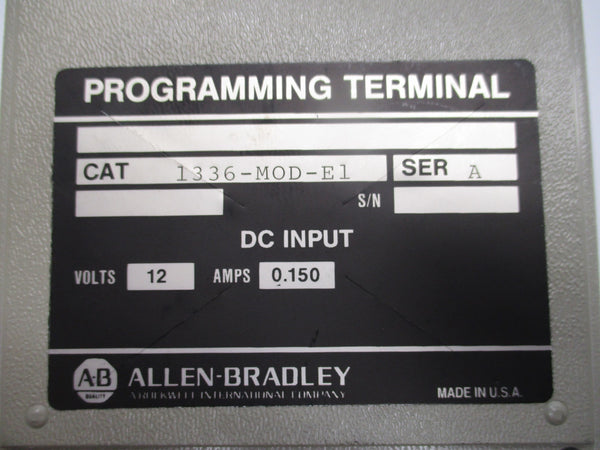 PROGRAMMING TERMINAL
CAT 1336-MOD-E1 SER A
S/N
DC INPUT
VOLTS 12 AMPS 0.150
A-B QUALITY ALLEN-BRADLEY
A ROCKWELL INTERNATIONAL COMPANY
MADE IN U.S.A.